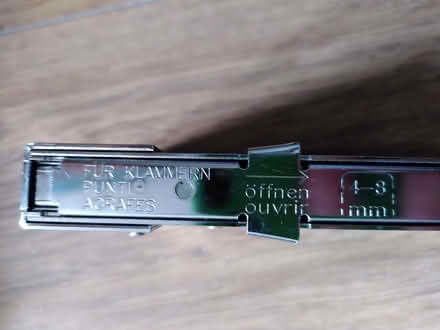 FÜR KLAMMERN
PUNTI
AGRAFES
öffnen
ouvrir
4-8
mm